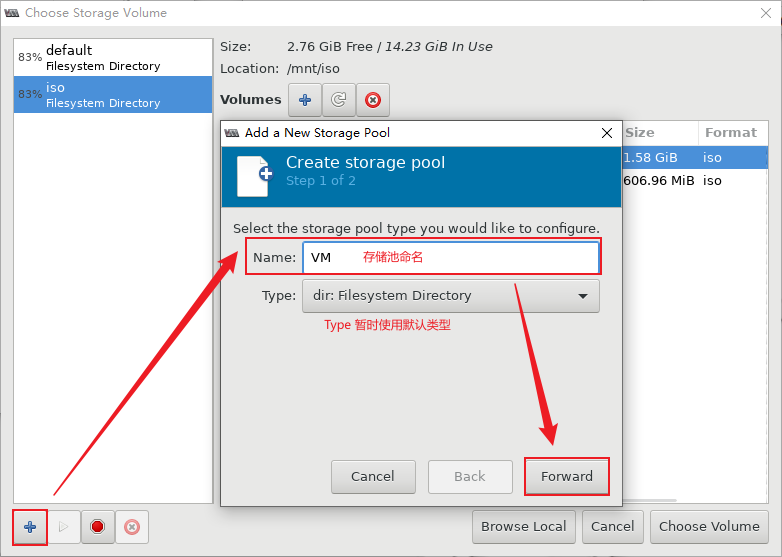 Choose Storage Volume
83% default
Filesystem Directory
83% iso
Filesystem Directory
Size: 2.76 GiB Free / 14.23 GiB In Use
Location: /mnt/iso
Volumes
Size Format
1.58 GiB iso
606.96 MiB iso
Add a New Storage Pool
Create storage pool
Step 1 of 2
Select the storage pool type you would like to configure.
Name: VM 存储池命名
Type: dir: Filesystem Directory
Type 暂时使用默认类型
Cancel Back Forward
Browse Local Cancel Choose Volume